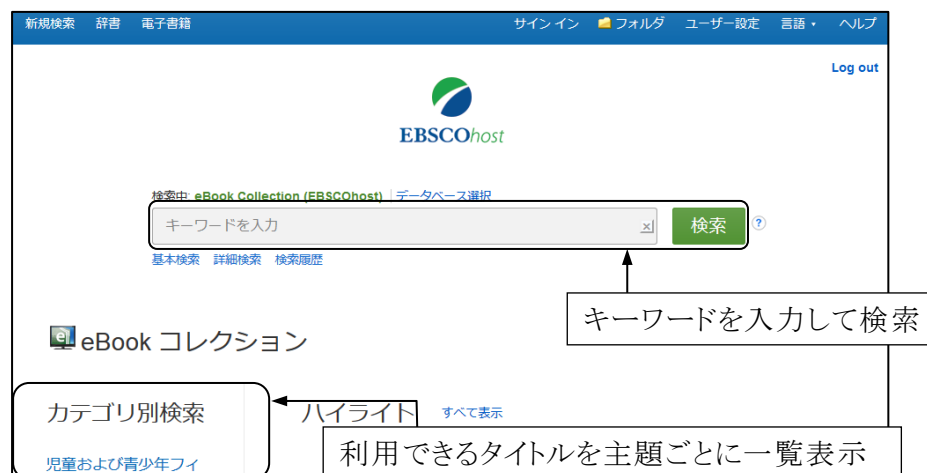 新規検索 辞書 電子書籍 サイン イン フォルダ ユーザー設定 言語 ヘルプ
Log out
EBSCOhost
検索中: eBook Collection (EBSCOhost) データベース選択
キーワードを入力 x 検索 ?
基本検索 詳細検索 検索履歴
キーワードを入力して検索
eBook コレクション
カテゴリ別検索 ハイライト すべて表示
利用できるタイトルを主題ごとに一覧表示
児童および青少年フィ